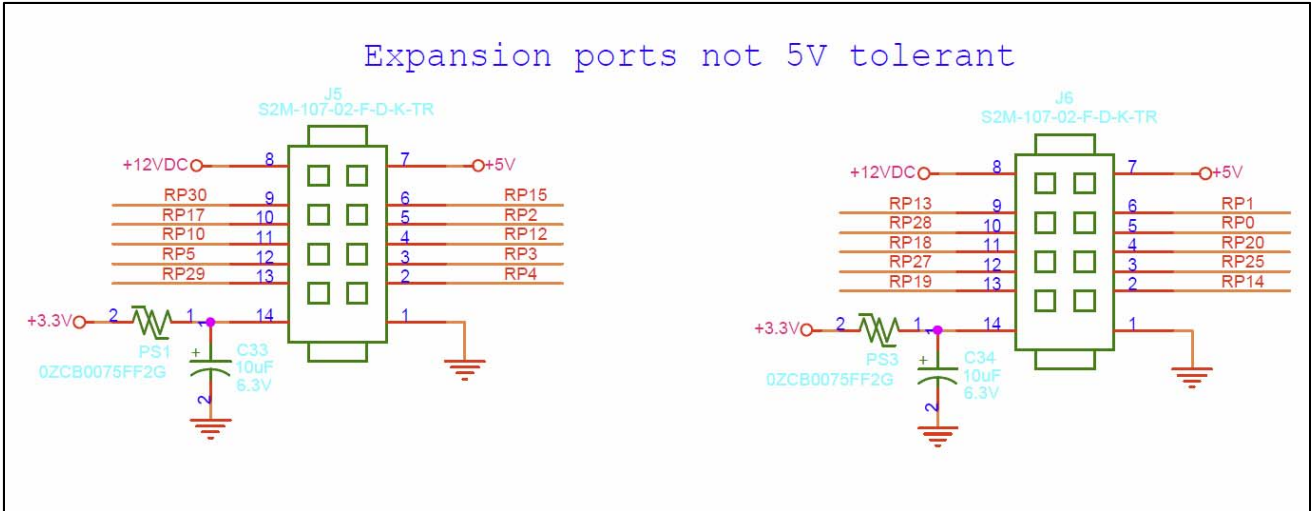 Expansion ports not 5V tolerant
J5
S2M-107-02-F-D-K-TR
+12VDC 8 7 +5V
RP30 9 6 RP15
RP17 10 5 RP2
RP10 11 4 RP12
RP5 12 3 RP3
RP29 13 2 RP4
+3.3V 2 1 1 14 1
PS1
0ZCB0075FF2G
+ C33
10uF
6.3V
2
J6
S2M-107-02-F-D-K-TR
+12VDC 8 7 +5V
RP13 9 6 RP1
RP28 10 5 RP0
RP18 11 4 RP20
RP27 12 3 RP25
RP19 13 2 RP14
+3.3V 2 1 1 14 1
PS3
0ZCB0075FF2G
+ C34
10uF
6.3V
2